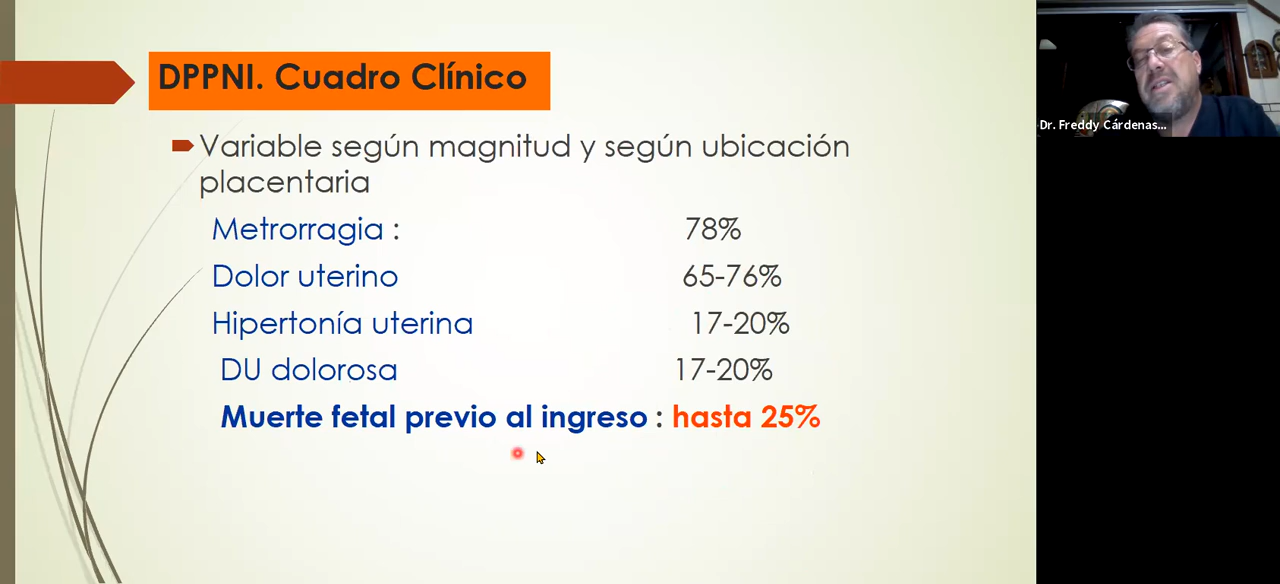 DPPNI. Cuadro Clínico
Variable según magnitud y según ubicación
placentaria
Metrorragia : 78%
Dolor uterino 65-76%
Hipertonía uterina 17-20%
DU dolorosa 17-20%
Muerte fetal previo al ingreso : hasta 25%
Dr. Freddy Cárdenas...